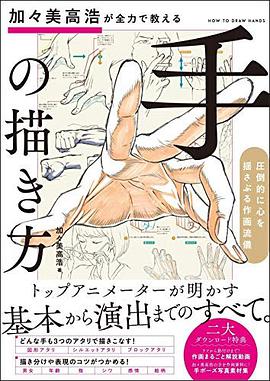 加々美高浩が全力で教える
HOW TO DRAW HANDS
手の描き方
圧倒的に心を
揺さぶる作画流儀
加々美高浩 著
トップアニメーターが明かす
基本から演出までのすべて。
どんな手も3つのアタリで描きこなす!
図形アタリ シルエットアタリ ブロックアタリ
描き分けや表現のコツがつかめる!
男女 年齢 指 シワ 感情 絵柄
二大
ダウンロード特典
作画まるごと解説動画
手ポーズ写真資料集